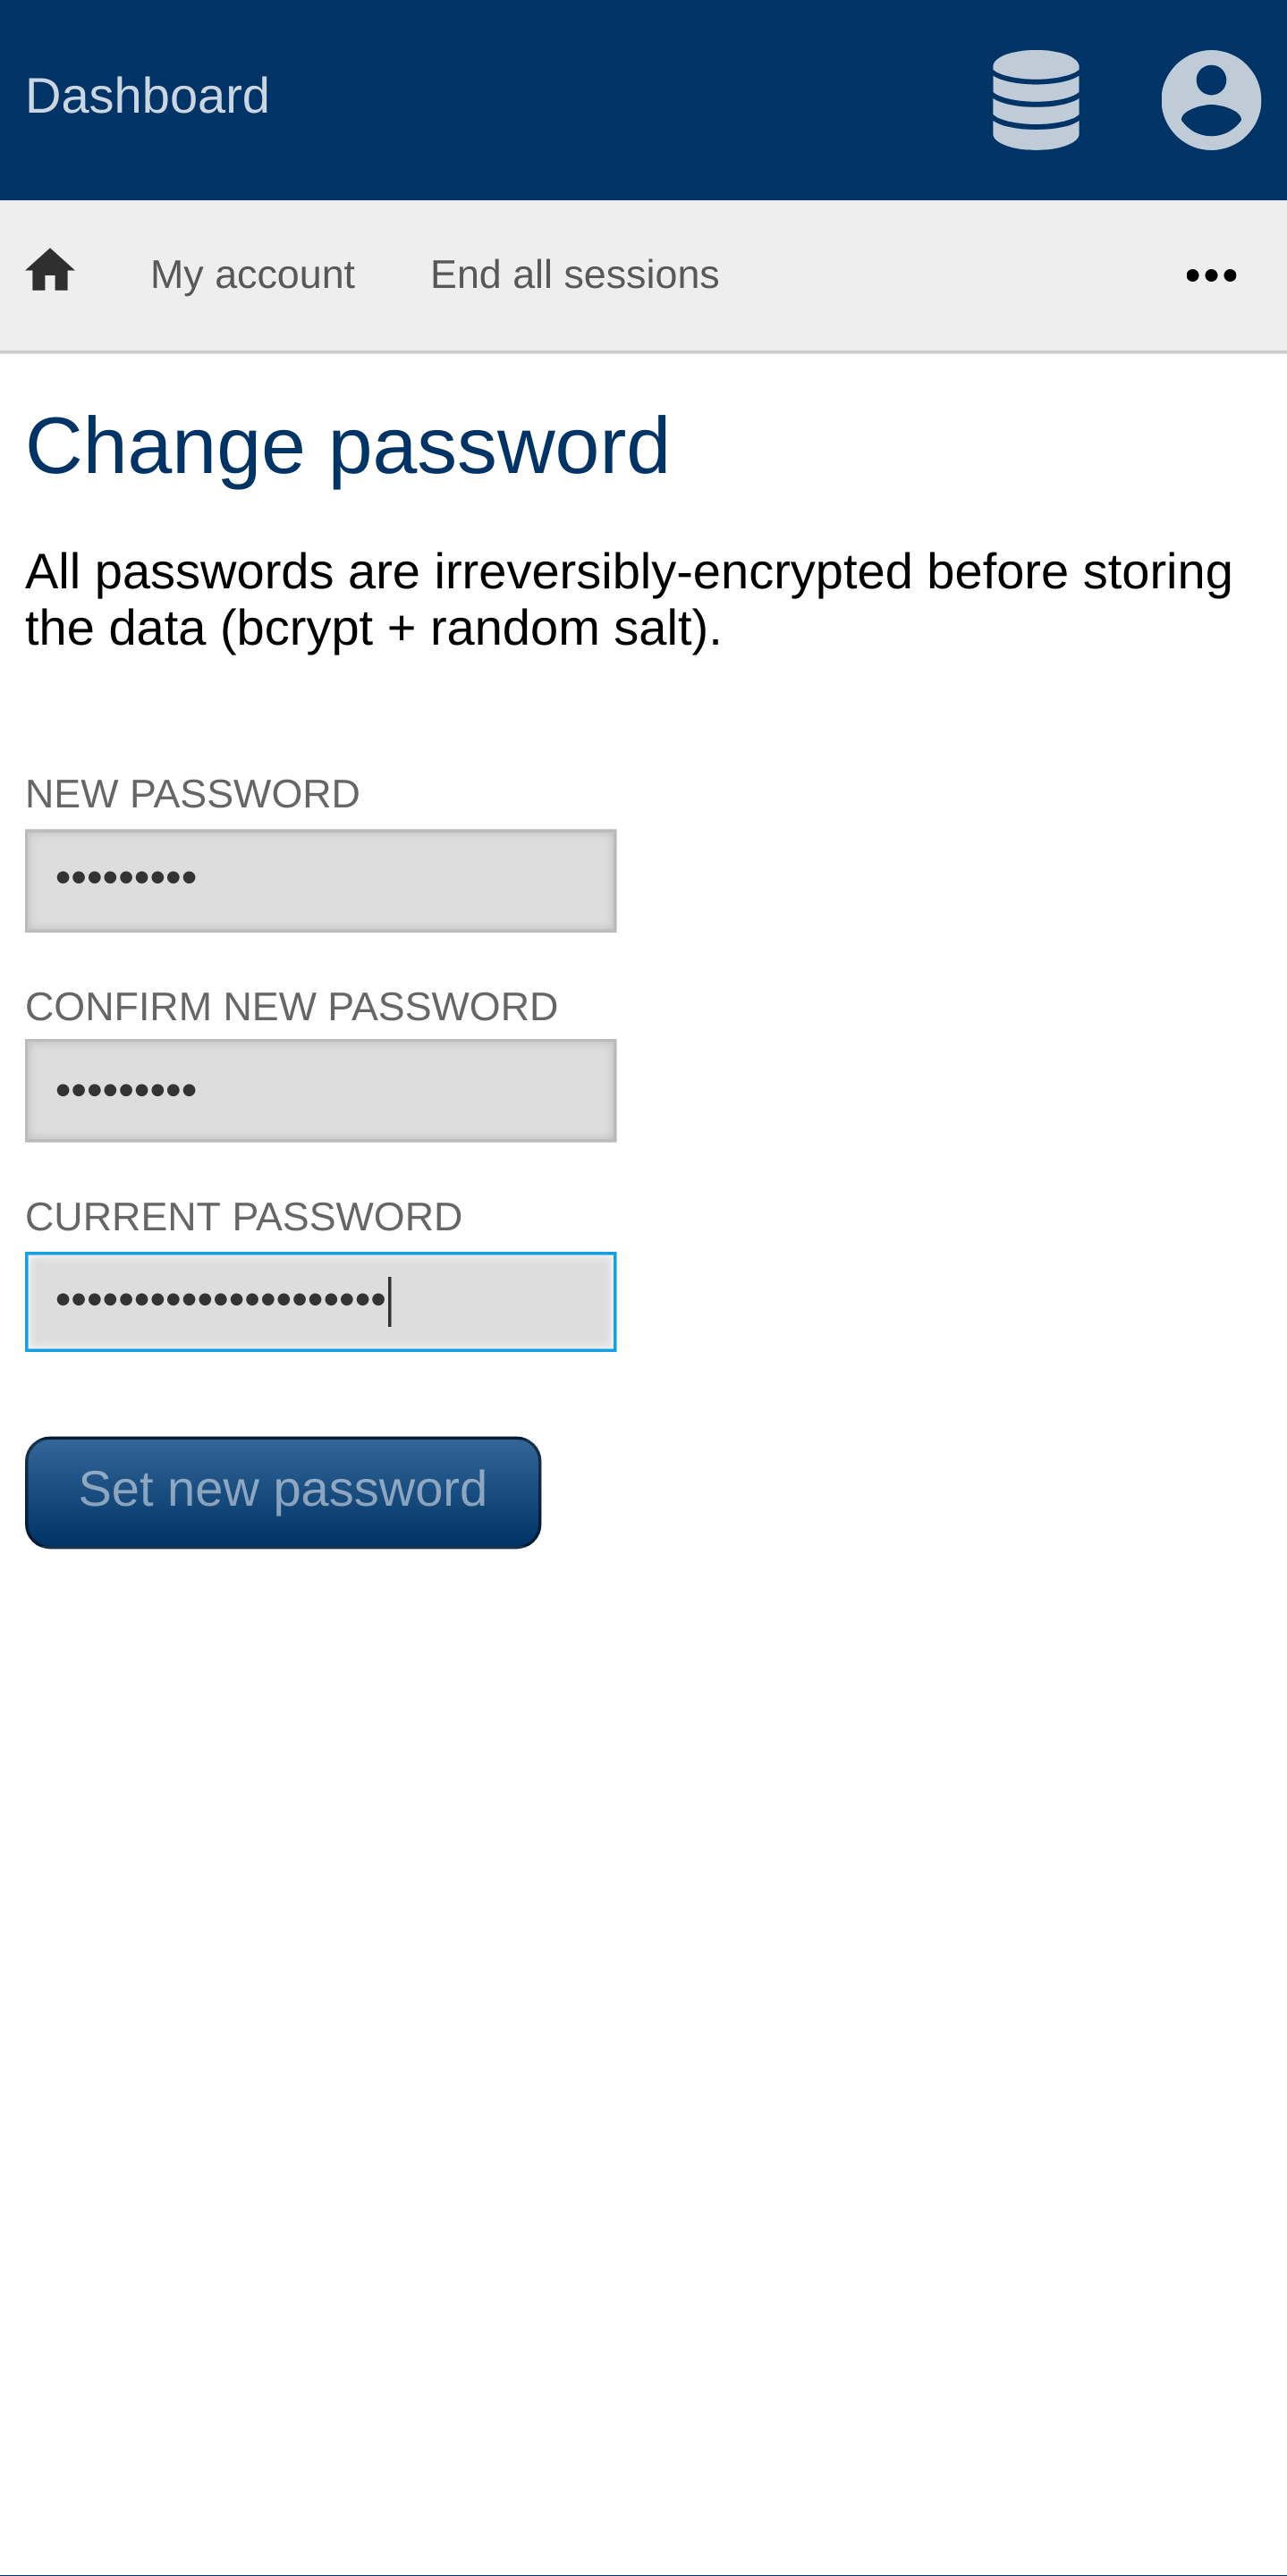 Dashboard
My account End all sessions •••
Change password
All passwords are irreversibly-encrypted before storing
the data (bcrypt + random salt).
NEW PASSWORD
•••••••••
CONFIRM NEW PASSWORD
•••••••••
CURRENT PASSWORD
•••••••••••••••••••••
Set new password